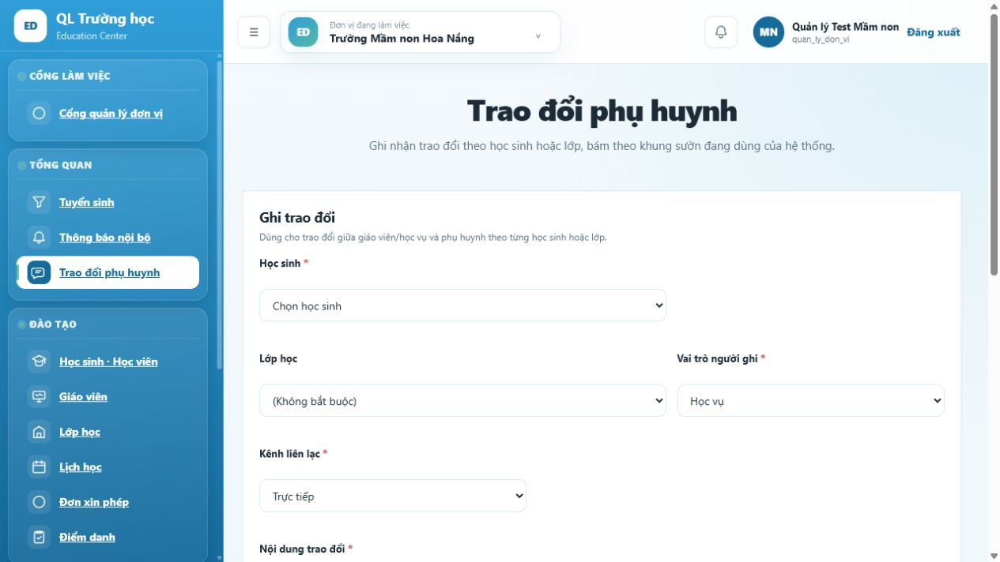 ED
QL Trường học
Education Center
CỔNG LÀM VIỆC
Cổng quản lý đơn vị
TỔNG QUAN
Tuyển sinh
Thông báo nội bộ
Trao đổi phụ huynh
ĐÀO TẠO
Học sinh - Học viên
Giáo viên
Lớp học
Lịch học
Đơn xin phép
Điểm danh
ED
Đơn vị đang làm việc
Trường Mầm non Hoa Nắng
v
MN
Quản lý Test Mầm non
quan_ly_don_vi
Đăng xuất
Trao đổi phụ huynh
Ghi nhận trao đổi theo học sinh hoặc lớp, bám theo khung sườn đang dùng của hệ thống.
Ghi trao đổi
Dùng cho trao đổi giữa giáo viên/học vụ và phụ huynh theo từng học sinh hoặc lớp.
Học sinh *
Chọn học sinh
Lớp học
Vai trò người ghi *
(Không bắt buộc)
Học vụ
Kênh liên lạc *
Trực tiếp
Nội dung trao đổi *